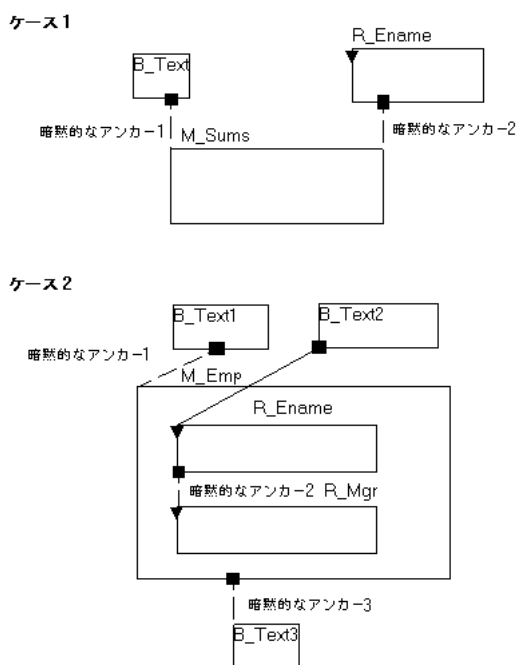 ケース1
R_Ename
B_Text
暗黙的なアンカー1
M_Sums
暗黙的なアンカー2
ケース2
B_Text1
B_Text2
暗黙的なアンカー1
M_Emp
R_Ename
暗黙的なアンカー2
R_Mgr
暗黙的なアンカー3
B_Text3